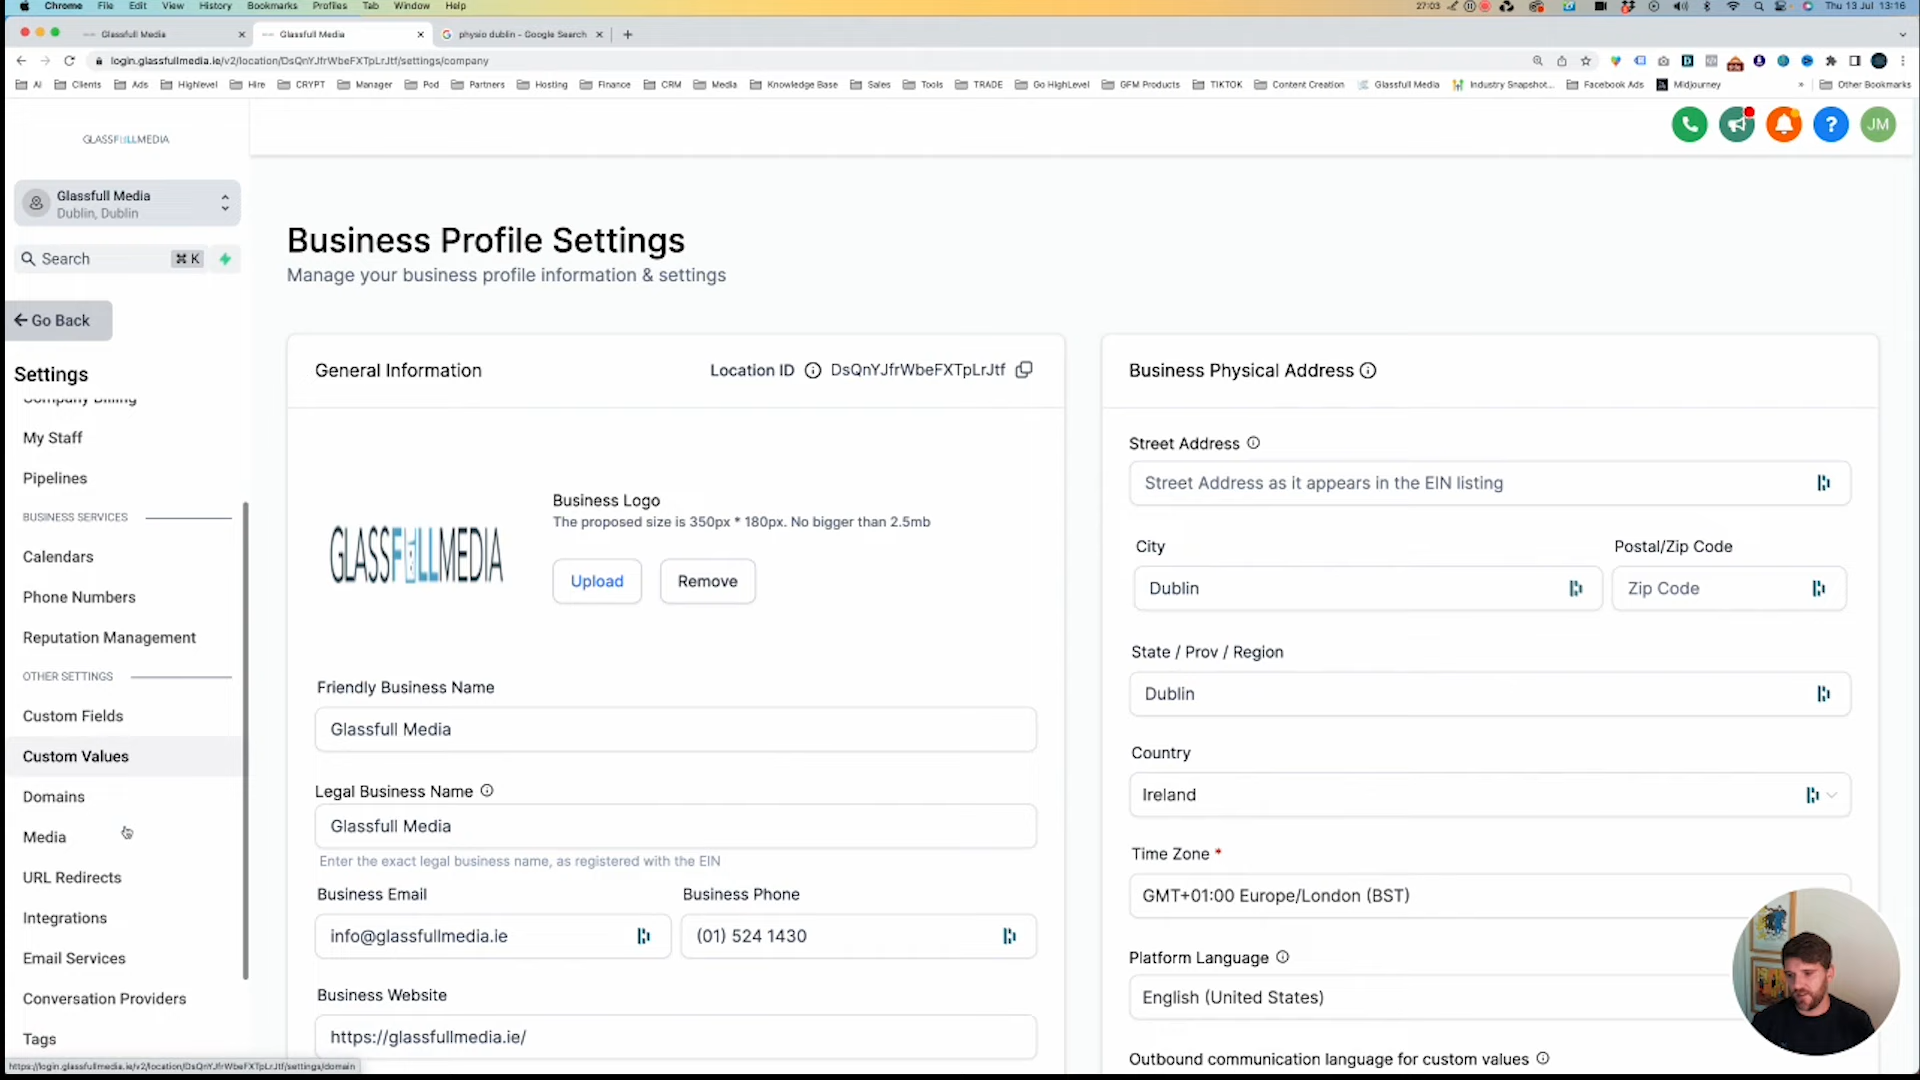 Chrome File Edit View History Bookmarks Profiles Tab Window Help 27:03 Thu 13 Jul 13:16
Glassfull Media Glassfull Media physio dublin - Google Search
login.glassfullmedia.ie/v2/location/DsQnYJfrWbeFXTpLrJtf/settings/company
AI Clients Ads Highlevel Hire CRYPT Manager Pod Partners Hosting Finance CRM Media Knowledge Base Sales Tools TRADE Go HighLevel GFM Products TIKTOK Content Creation Glassfull Media Industry Snapshot... Facebook Ads Midjourney » Other Bookmarks
GLASSFULLMEDIA
JM
Glassfull Media
Dublin, Dublin
Search ⌘ K
Go Back
Settings
Company Billing
My Staff
Pipelines
BUSINESS SERVICES
Calendars
Phone Numbers
Reputation Management
OTHER SETTINGS
Custom Fields
Custom Values
Domains
Media
URL Redirects
Integrations
Email Services
Conversation Providers
Tags
https://login.glassfullmedia.ie/v2/location/DsQnYJfrWbeFXTpLrJtf/settings/domain
Business Profile Settings
Manage your business profile information & settings
General Information
Location ID DsQnYJfrWbeFXTpLrJtf
GLASSFULLMEDIA
Business Logo
The proposed size is 350px * 180px. No bigger than 2.5mb
Upload Remove
Friendly Business Name
Glassfull Media
Legal Business Name
Glassfull Media
Enter the exact legal business name, as registered with the EIN
Business Email Business Phone
info@glassfullmedia.ie (01) 524 1430
Business Website
https://glassfullmedia.ie/
Business Physical Address
Street Address
Street Address as it appears in the EIN listing
City Postal/Zip Code
Dublin Zip Code
State / Prov / Region
Dublin
Country
Ireland
Time Zone *
GMT+01:00 Europe/London (BST)
Platform Language
English (United States)
Outbound communication language for custom values